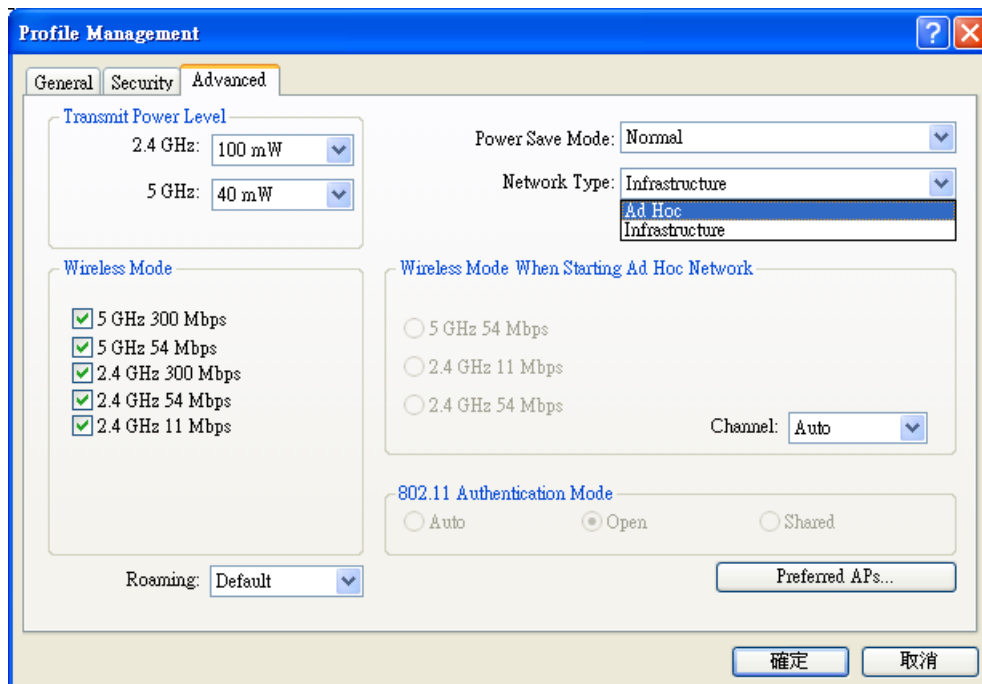 Profile Management
General Security Advanced
Transmit Power Level
2.4 GHz: 100 mW
5 GHz: 40 mW
Power Save Mode: Normal
Network Type: Infrastructure
Ad Hoc
Infrastructure
Wireless Mode
5 GHz 300 Mbps
5 GHz 54 Mbps
2.4 GHz 300 Mbps
2.4 GHz 54 Mbps
2.4 GHz 11 Mbps
Wireless Mode When Starting Ad Hoc Network
5 GHz 54 Mbps
2.4 GHz 11 Mbps
2.4 GHz 54 Mbps
Channel: Auto
802.11 Authentication Mode
Auto Open Shared
Roaming: Default
Preferred APs...
確定 取消